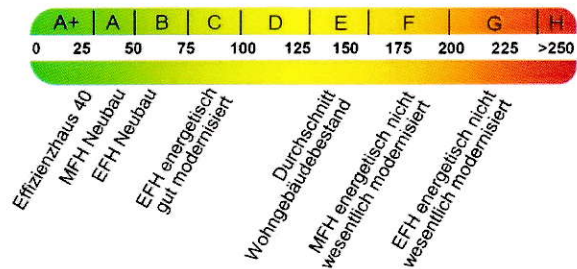 A+ A B C D E F G H
0 25 50 75 100 125 150 175 200 225 >250
Effizienzhaus 40
MFH Neubau
EFH Neubau
EFH energetisch
gut modernisiert
Durchschnitt
Wohngebäudebestand
MFH energetisch nicht
wesentlich modernisiert
EFH energetisch nicht
wesentlich modernisiert